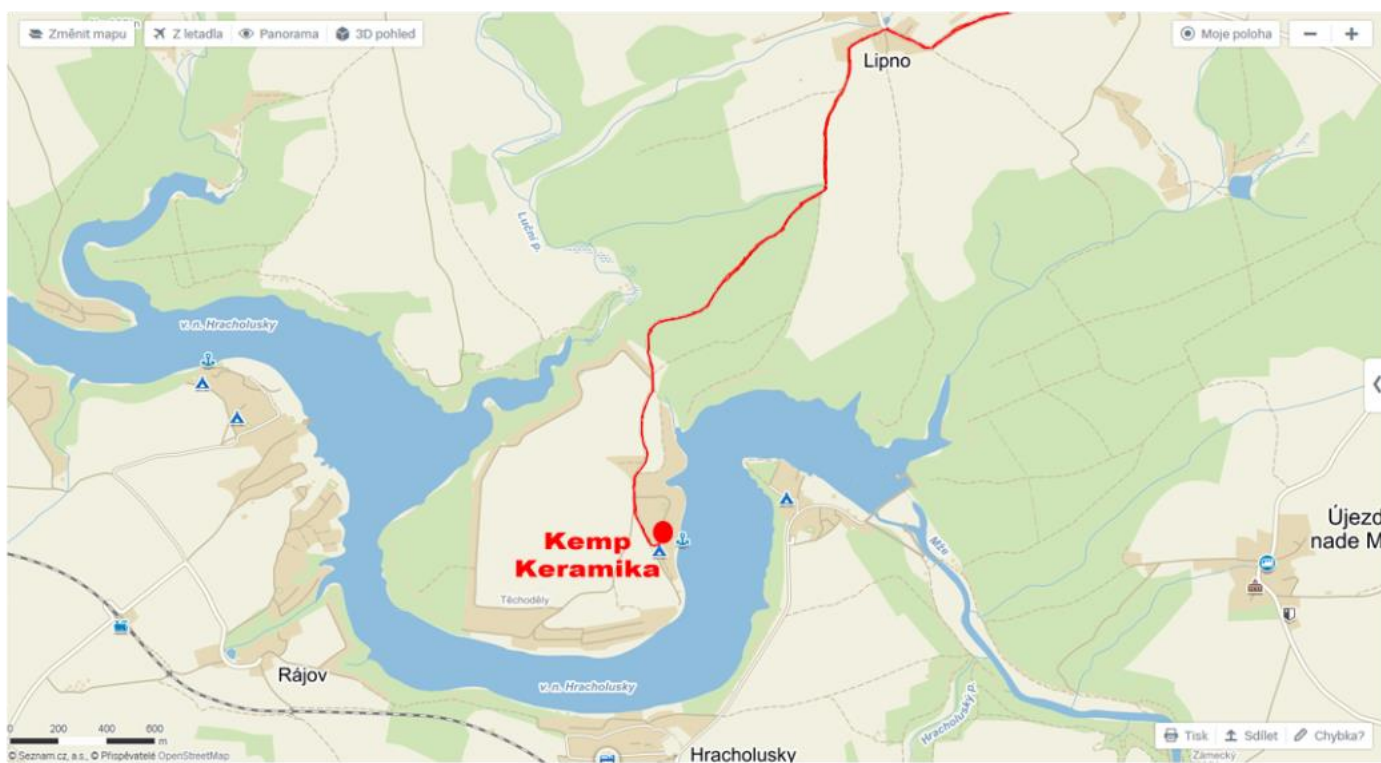 Změnit mapu
Z letadla
Panorama
3D pohled
Moje poloha
Lipno
Luční p.
v. n. Hracholusky
Kemp
Keramika
Těchoděly
Mže
Újezd
nade M
Rájov
v. n. Hracholusky
Hracholusky p.
0 200 400 600
m
© Seznam.cz, a.s., © Přispěvatelé OpenStreetMap
Hracholusky
Tisk
Sdílet
Chybka?
Zámecký